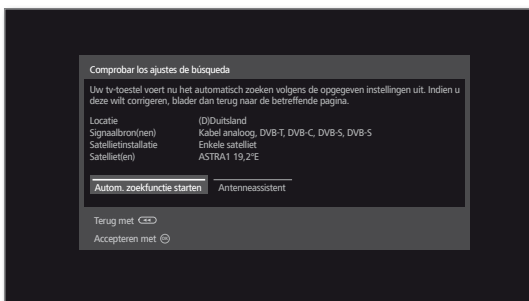 Comprobar los ajustes de búsqueda
Uw tv-toestel voert nu het automatisch zoeken volgens de opgegeven instellingen uit. Indien u
deze wilt corrigeren, blader dan terug naar de betreffende pagina.
Locatie (D)Duitsland
Signaalbron(nen) Kabel analoog, DVB-T, DVB-C, DVB-S, DVB-S
Satellietinstallatie Enkele satelliet
Satelliet(en) ASTRA1 19,2°E
Autom. zoekfunctie starten Antenneassistent
Terug met
Accepteren met OK